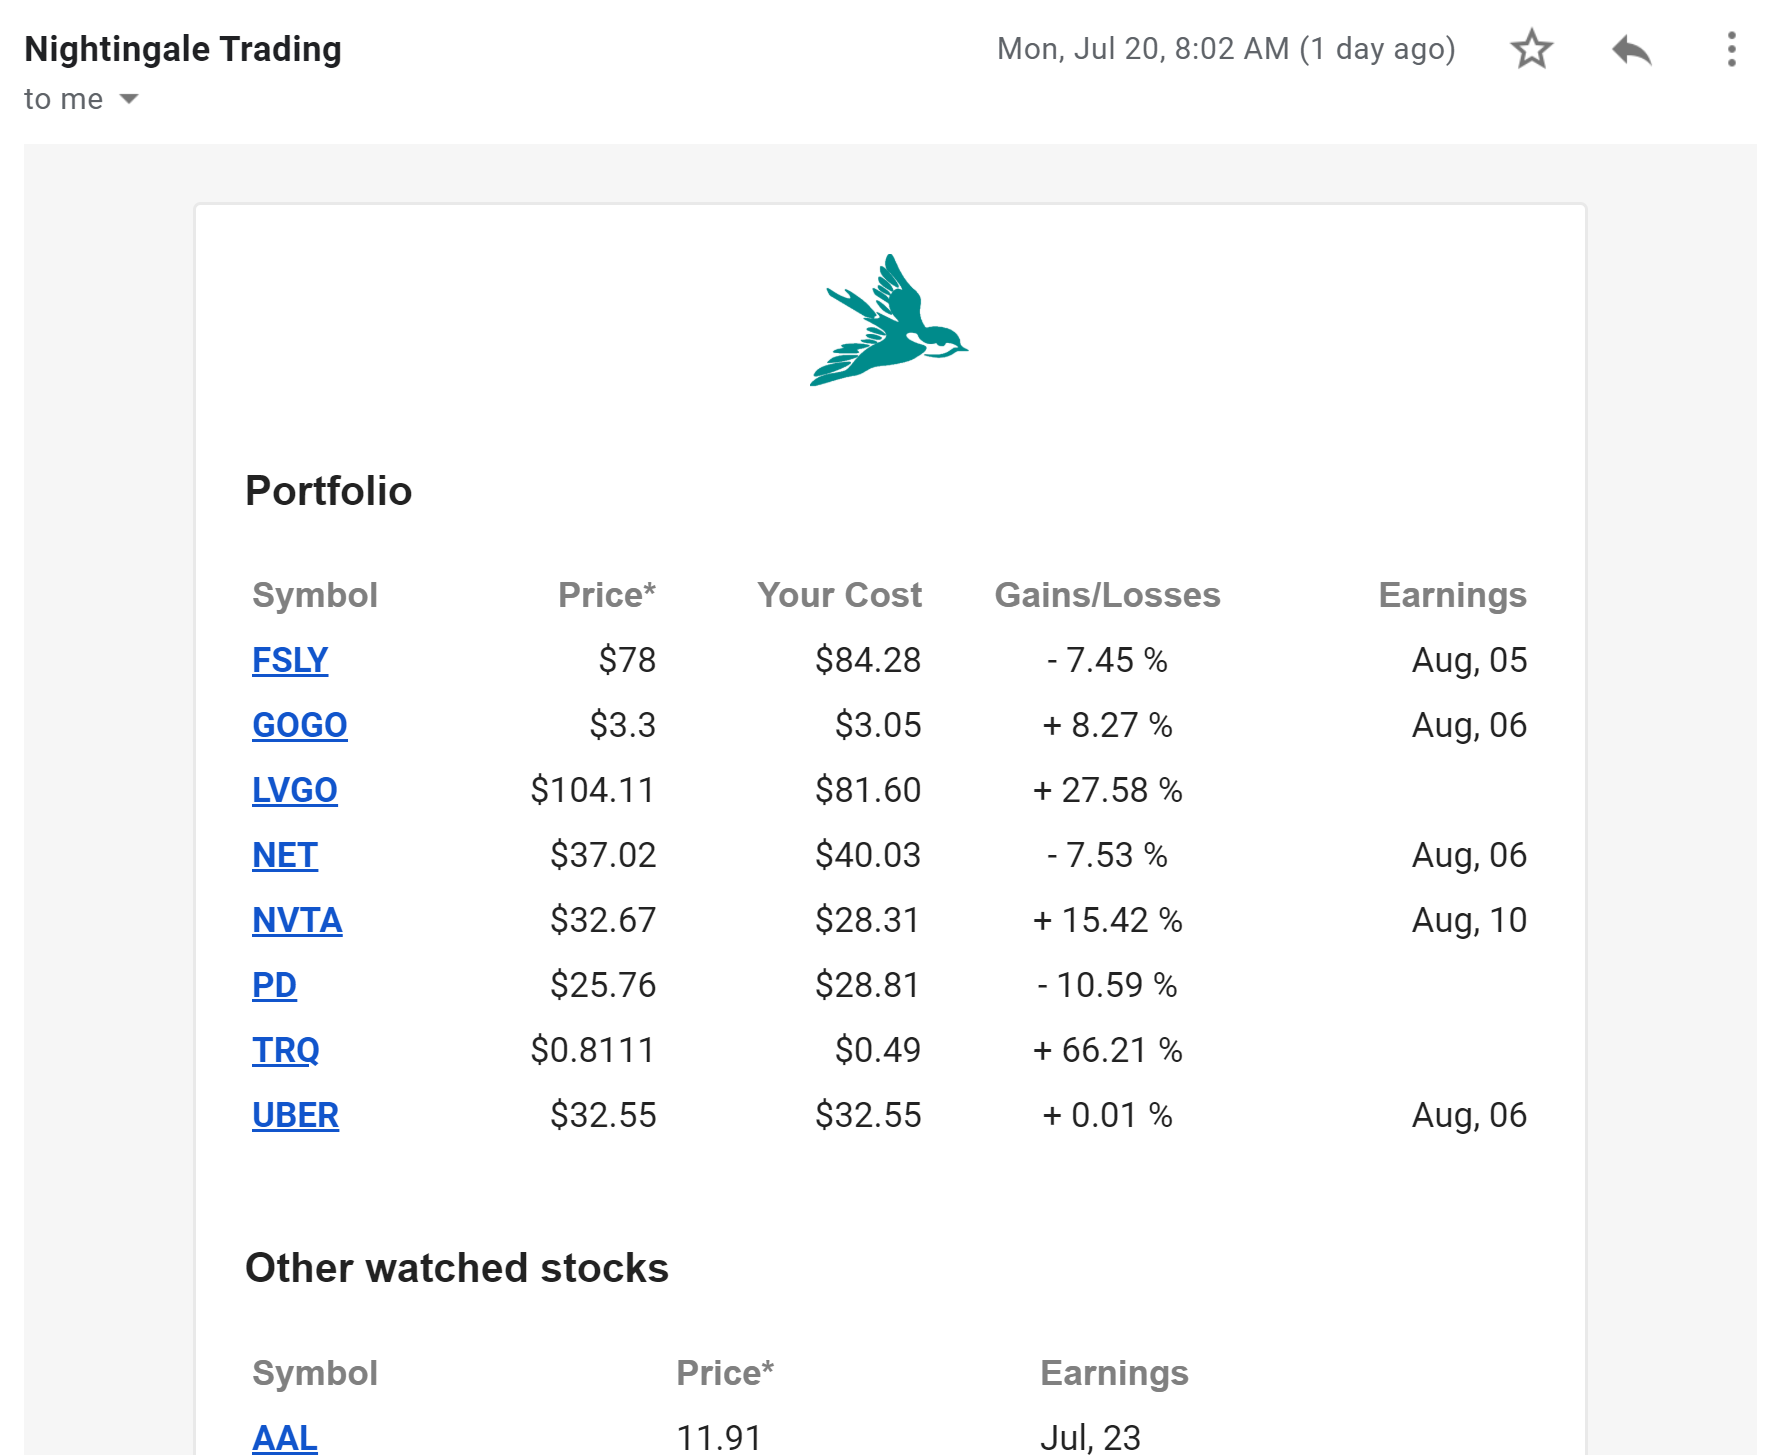 Nightingale Trading Mon, Jul 20, 8:02 AM (1 day ago)
to me
Portfolio
Symbol Price* Your Cost Gains/Losses Earnings
FSLY $78 $84.28 - 7.45 % Aug, 05
GOGO $3.3 $3.05 + 8.27 % Aug, 06
LVGO $104.11 $81.60 + 27.58 %
NET $37.02 $40.03 - 7.53 % Aug, 06
NVTA $32.67 $28.31 + 15.42 % Aug, 10
PD $25.76 $28.81 - 10.59 %
TRQ $0.8111 $0.49 + 66.21 %
UBER $32.55 $32.55 + 0.01 % Aug, 06
Other watched stocks
Symbol Price* Earnings
AAL 11.91 Jul, 23